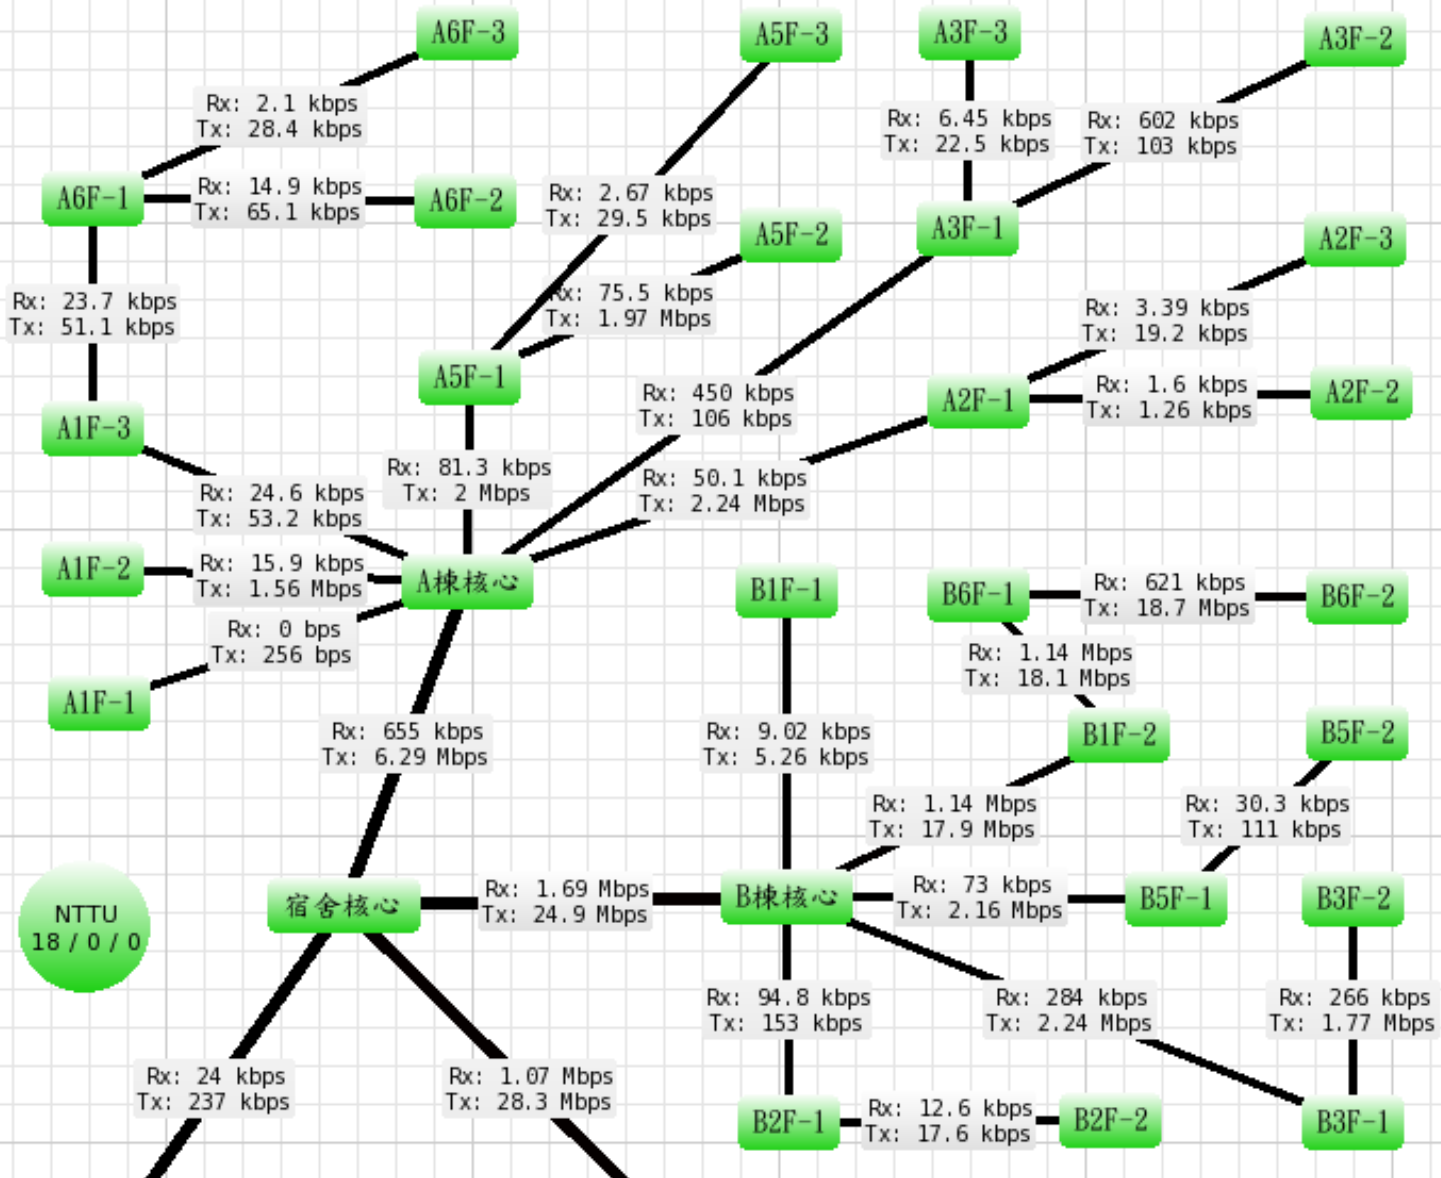 A6F-3
A5F-3
A3F-3
A3F-2
Rx: 2.1 kbps
Tx: 28.4 kbps
Rx: 6.45 kbps
Tx: 22.5 kbps
Rx: 602 kbps
Tx: 103 kbps
A6F-1
Rx: 14.9 kbps
Tx: 65.1 kbps
A6F-2
Rx: 2.67 kbps
Tx: 29.5 kbps
A5F-2
A3F-1
A2F-3
Rx: 23.7 kbps
Tx: 51.1 kbps
Rx: 75.5 kbps
Tx: 1.97 Mbps
Rx: 3.39 kbps
Tx: 19.2 kbps
A5F-1
Rx: 450 kbps
Tx: 106 kbps
A2F-1
Rx: 1.6 kbps
Tx: 1.26 kbps
A2F-2
A1F-3
Rx: 81.3 kbps
Tx: 2 Mbps
Rx: 50.1 kbps
Tx: 2.24 Mbps
Rx: 24.6 kbps
Tx: 53.2 kbps
A1F-2
Rx: 15.9 kbps
Tx: 1.56 Mbps
A棟核心
B1F-1
B6F-1
Rx: 621 kbps
Tx: 18.7 Mbps
B6F-2
Rx: 0 bps
Tx: 256 bps
Rx: 1.14 Mbps
Tx: 18.1 Mbps
A1F-1
Rx: 655 kbps
Tx: 6.29 Mbps
Rx: 9.02 kbps
Tx: 5.26 kbps
B1F-2
B5F-2
Rx: 1.14 Mbps
Tx: 17.9 Mbps
Rx: 30.3 kbps
Tx: 111 kbps
NTTU
18 / 0 / 0
宿舍核心
Rx: 1.69 Mbps
Tx: 24.9 Mbps
B棟核心
Rx: 73 kbps
Tx: 2.16 Mbps
B5F-1
B3F-2
Rx: 94.8 kbps
Tx: 153 kbps
Rx: 284 kbps
Tx: 2.24 Mbps
Rx: 266 kbps
Tx: 1.77 Mbps
Rx: 24 kbps
Tx: 237 kbps
Rx: 1.07 Mbps
Tx: 28.3 Mbps
B2F-1
Rx: 12.6 kbps
Tx: 17.6 kbps
B2F-2
B3F-1